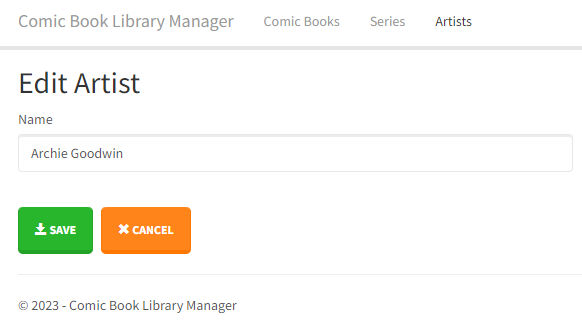 Comic Book Library Manager Comic Books Series Artists
Edit Artist
Name
Archie Goodwin
SAVE CANCEL
© 2023 - Comic Book Library Manager